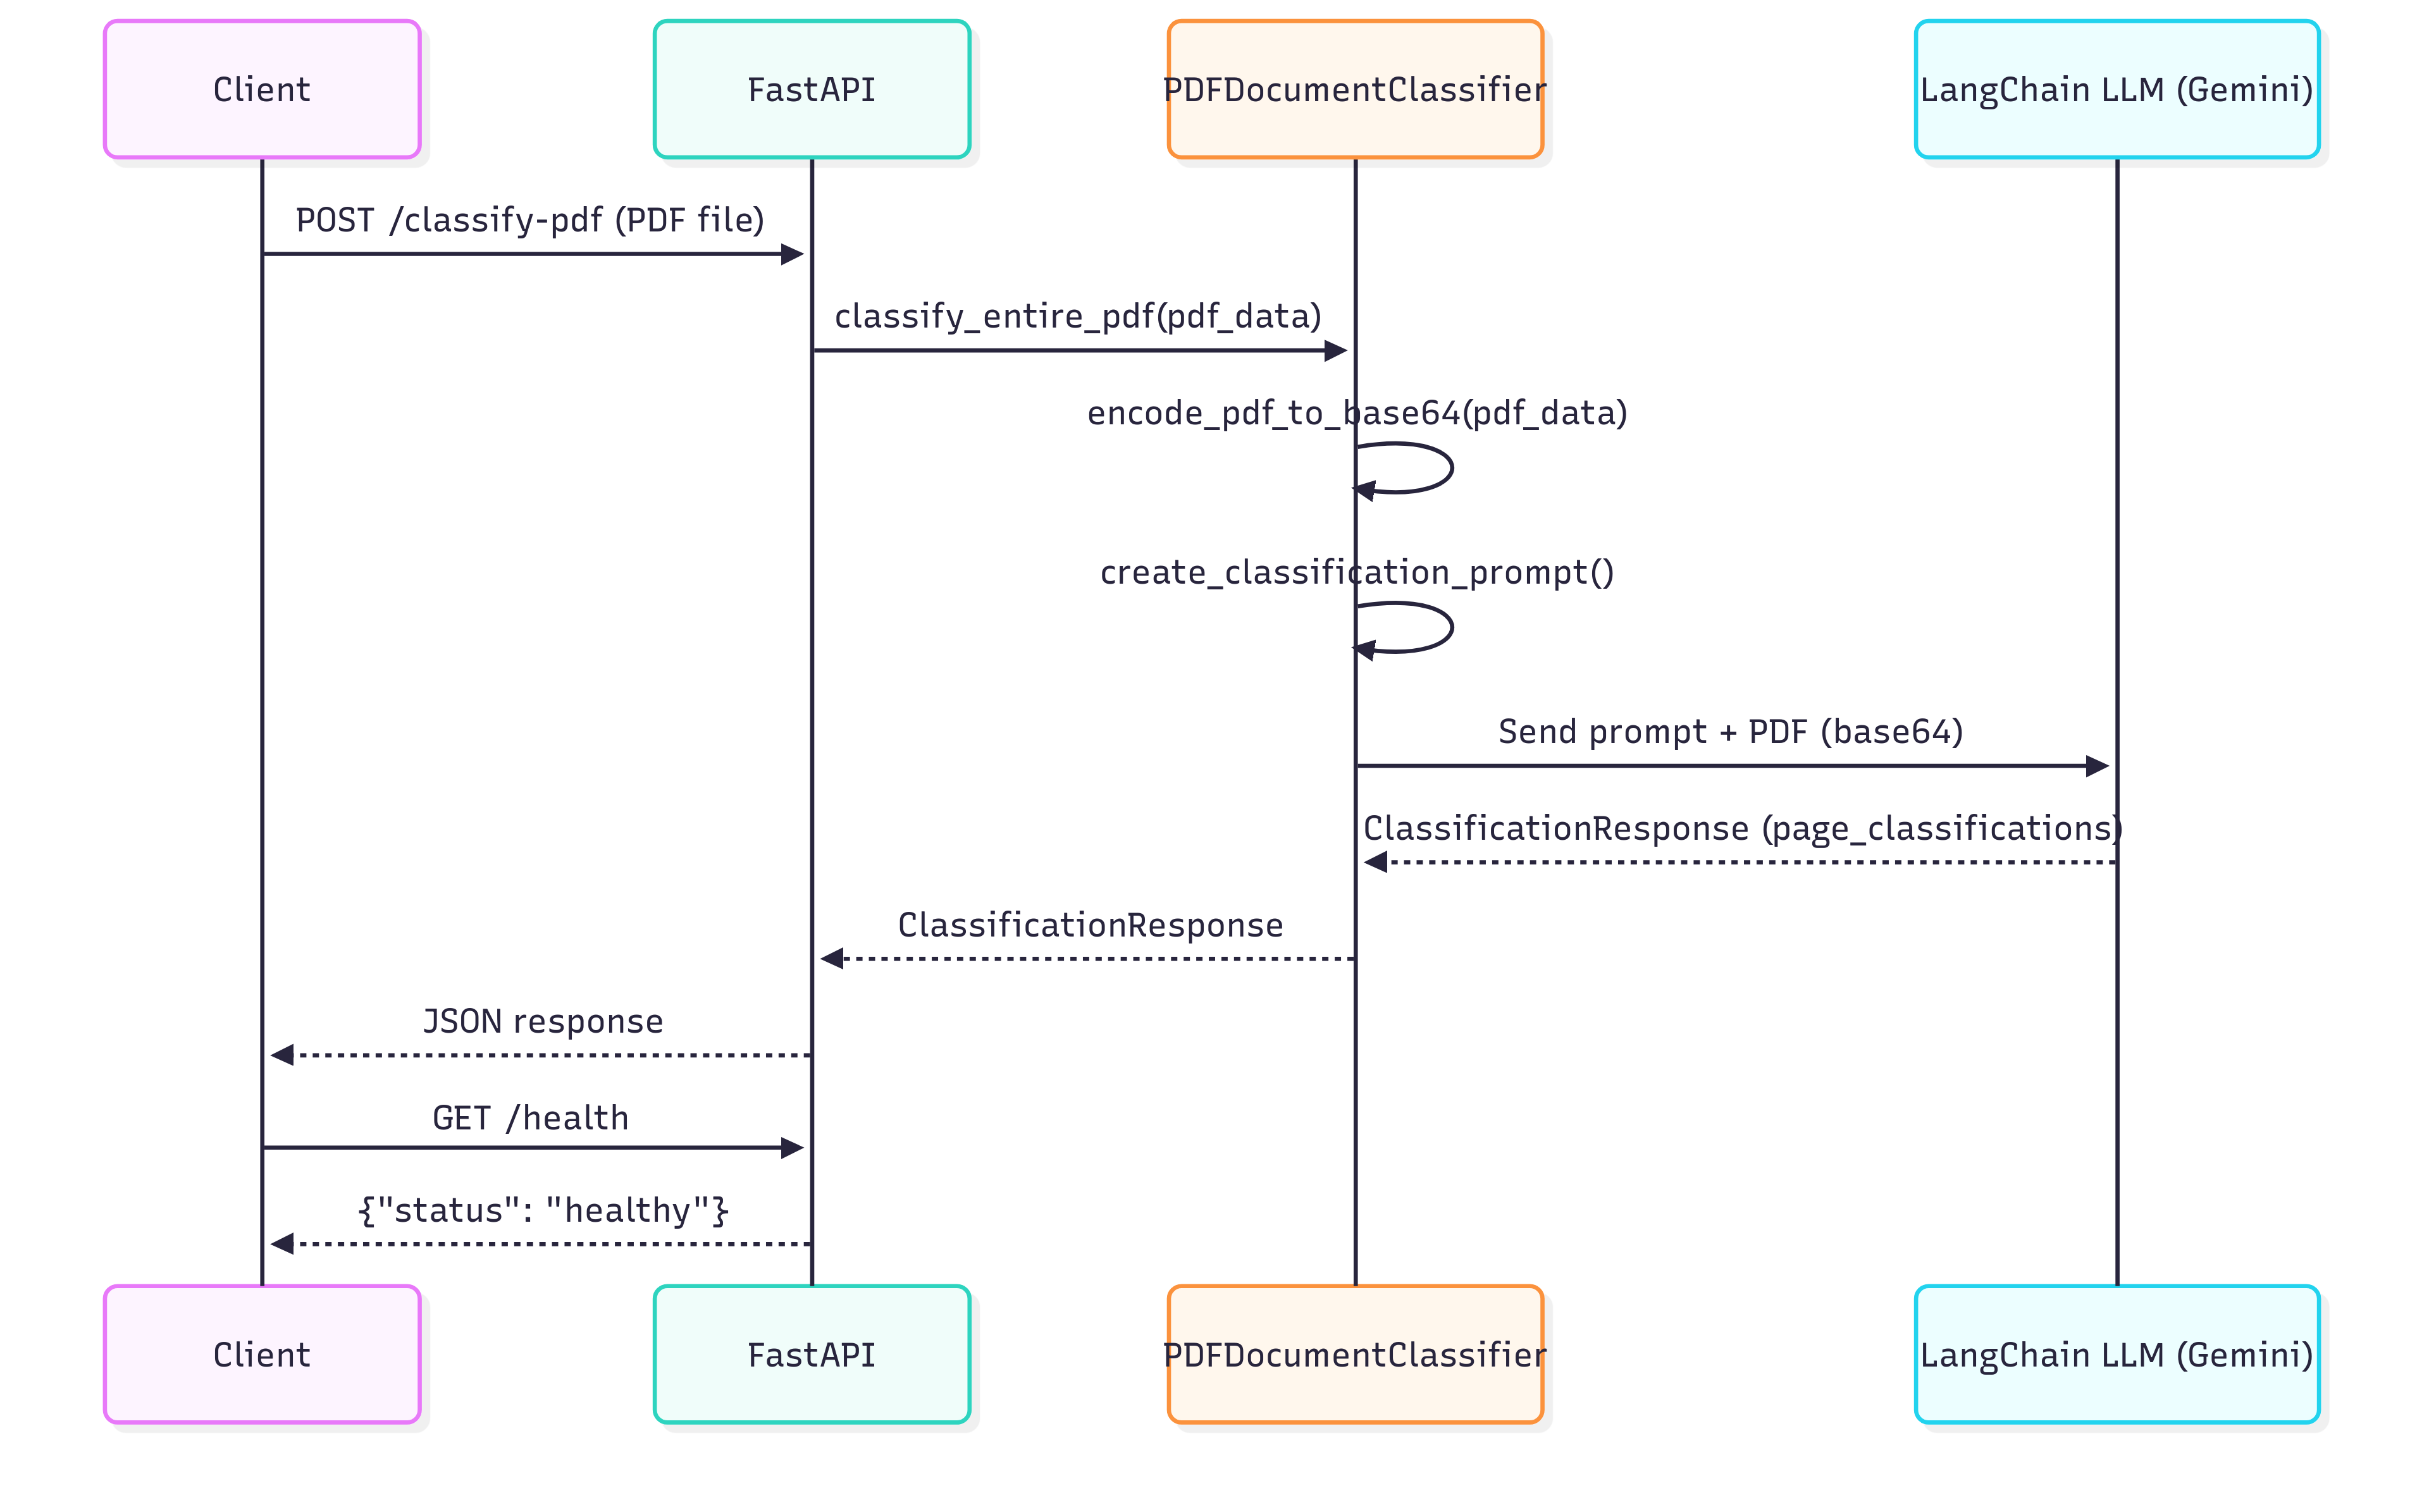 Client
FastAPI
PDFDocumentClassifier
LangChain LLM (Gemini)
POST /classify-pdf (PDF file)
classify_entire_pdf(pdf_data)
encode_pdf_to_base64(pdf_data)
create_classification_prompt()
Send prompt + PDF (base64)
ClassificationResponse (page_classifications)
ClassificationResponse
JSON response
GET /health
{"status": "healthy"}
Client
FastAPI
PDFDocumentClassifier
LangChain LLM (Gemini)